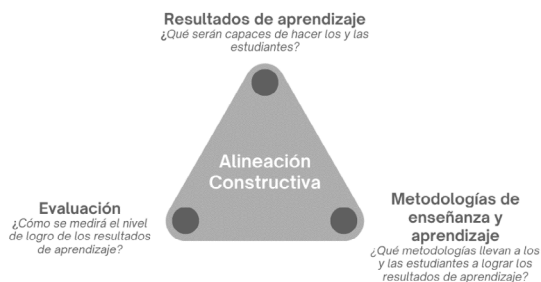 Resultados de aprendizaje
¿Qué serán capaces de hacer los y las
estudiantes?
Alineación
Constructiva
Evaluación
¿Cómo se medirá el nivel
de logro de los resultados
de aprendizaje?
Metodologías de
enseñanza y
aprendizaje
¿Qué metodologías llevan a los
y las estudiantes a lograr los
resultados de aprendizaje?